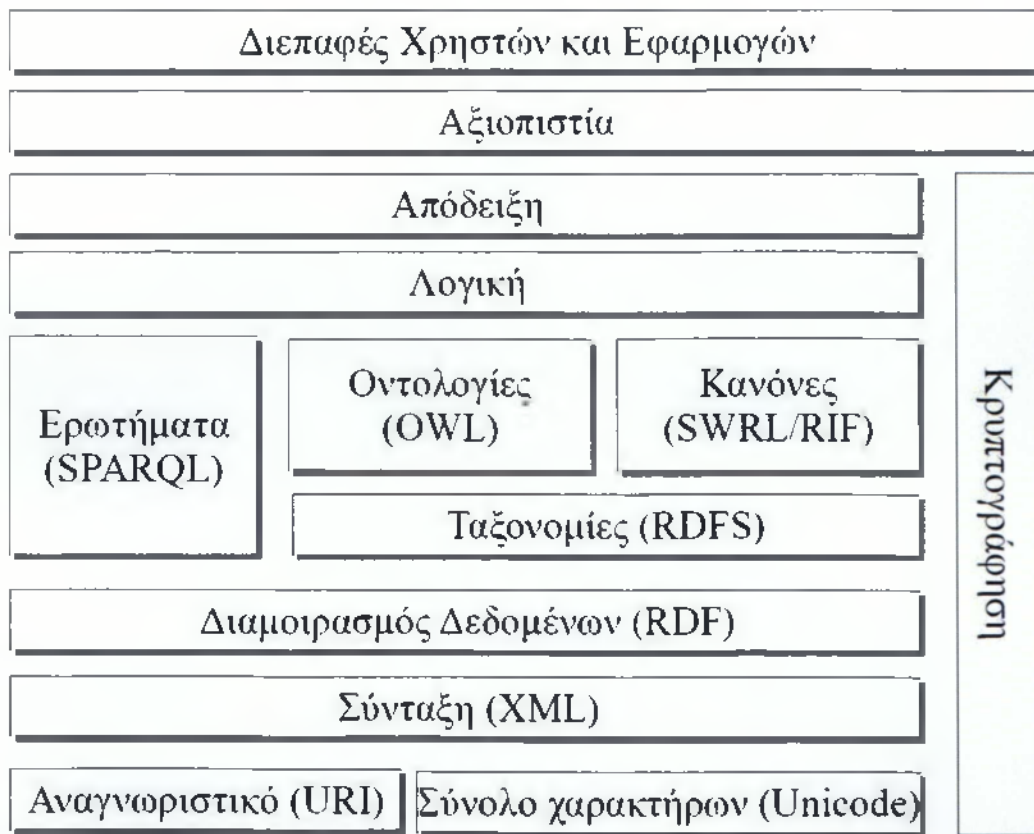 Διεπαφές Χρηστών και Εφαρμογών
Αξιοπιστία
Απόδειξη
Λογική
Ερωτήματα
(SPARQL)
Οντολογίες
(OWL)
Κανόνες
(SWRL/RIF)
Ταξονομίες (RDFS)
Διαμοιρασμός Δεδομένων (RDF)
Σύνταξη (XML)
Αναγνωριστικό (URI)
Σύνολο χαρακτήρων (Unicode)
Κρυπτογράφηση